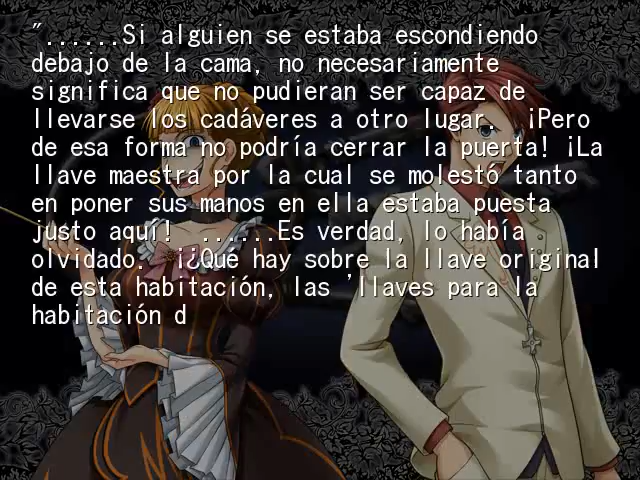 "......Si alguien se estaba escondiendo
debajo de la cama, no necesariamente
significa que no pudieran ser capaz de
llevarse los cadáveres a otro lugar. ¡Pero
de esa forma no podría cerrar la puerta! ¡La
llave maestra por la cual se molestó tanto
en poner sus manos en ella estaba puesta
justo aquí! ......Es verdad, lo había
olvidado. ¡¿Qué hay sobre la llave original
de esta habitación, las 'llaves para la
habitación d